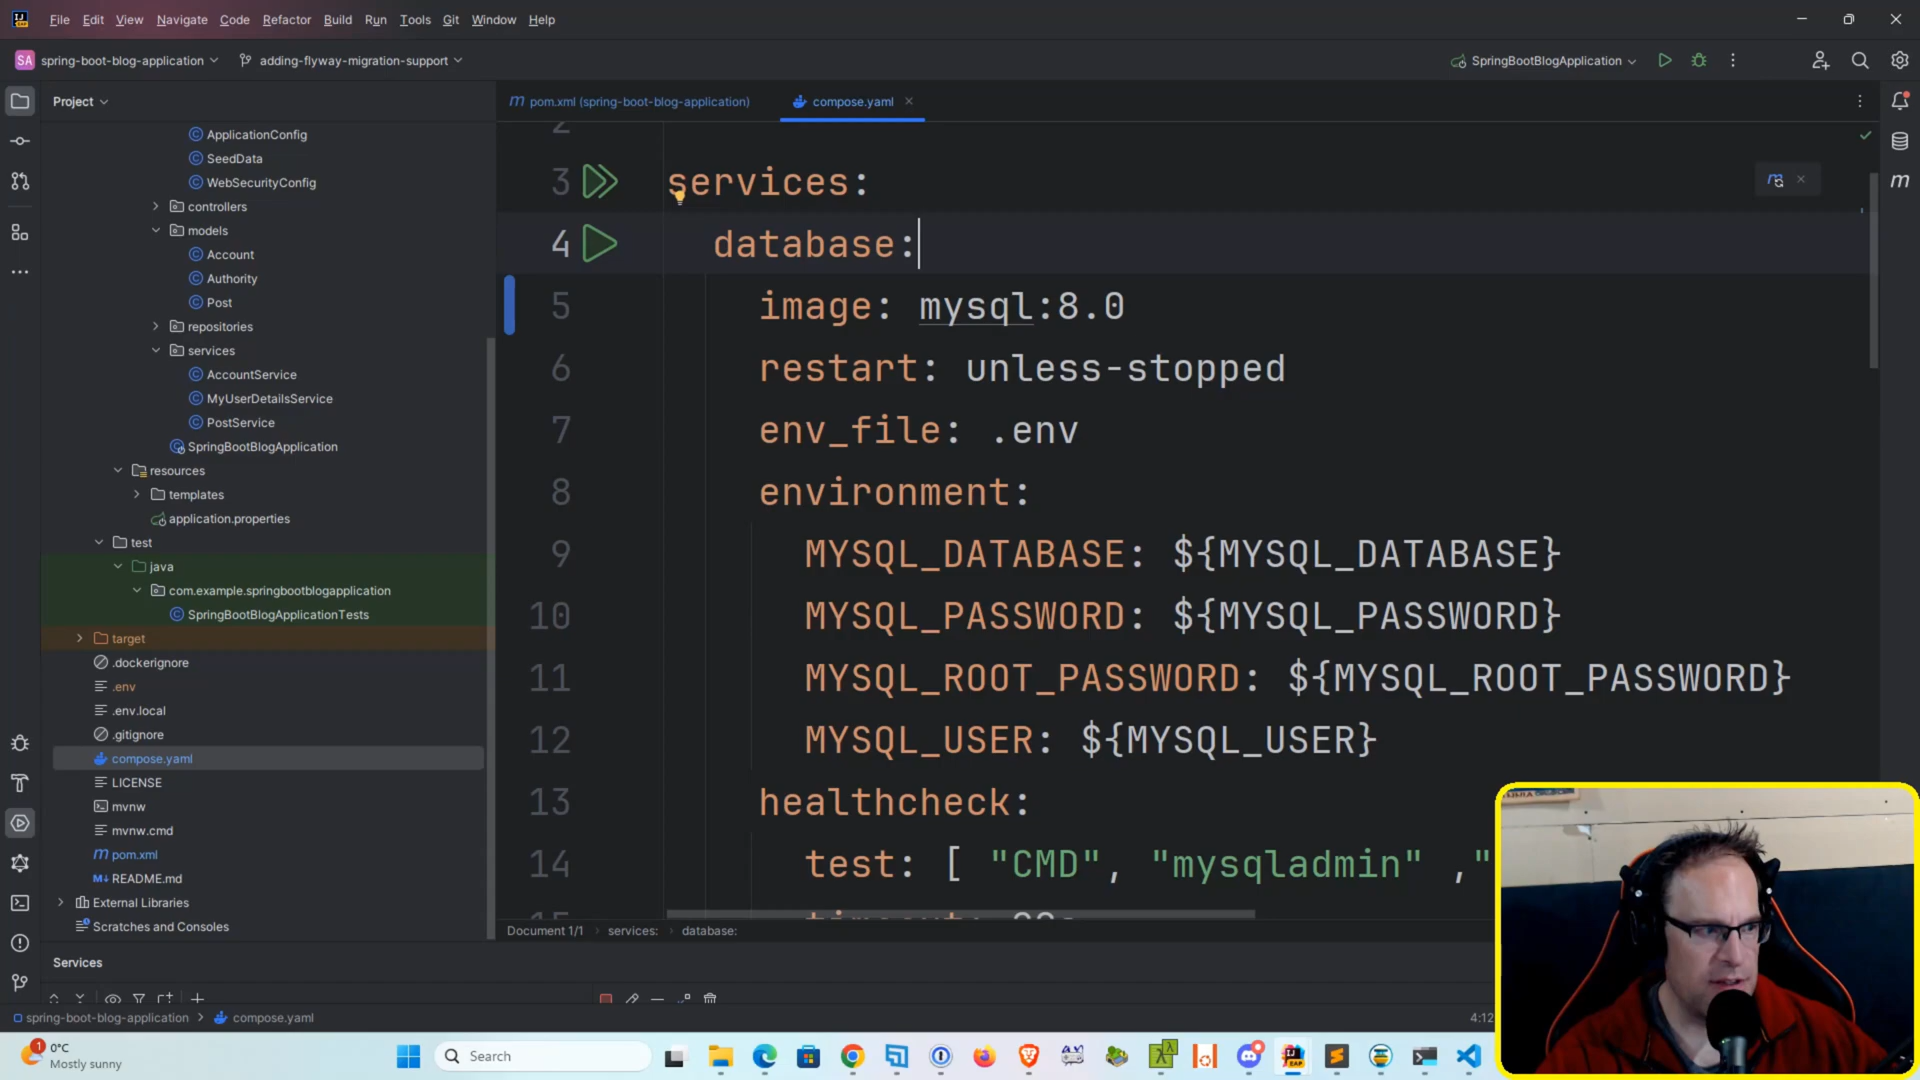 File Edit View Navigate Code Refactor Build Run Tools Git Window Help
SA spring-boot-blog-application adding-flyway-migration-support SpringBootBlogApplication
Project
pom.xml (spring-boot-blog-application) compose.yaml
ApplicationConfig
SeedData
WebSecurityConfig
controllers
models
Account
Authority
Post
repositories
services
AccountService
MyUserDetailsService
PostService
SpringBootBlogApplication
resources
templates
application.properties
test
java
com.example.springbootblogapplication
SpringBootBlogApplicationTests
target
.dockerignore
.env
.env.local
.gitignore
compose.yaml
LICENSE
mvnw
mvnw.cmd
pom.xml
README.md
External Libraries
Scratches and Consoles
2
3 services:
4 database:
5 image: mysql:8.0
6 restart: unless-stopped
7 env_file: .env
8 environment:
9 MYSQL_DATABASE: ${MYSQL_DATABASE}
10 MYSQL_PASSWORD: ${MYSQL_PASSWORD}
11 MYSQL_ROOT_PASSWORD: ${MYSQL_ROOT_PASSWORD}
12 MYSQL_USER: ${MYSQL_USER}
13 healthcheck:
14 test: [ "CMD", "mysqladmin" ,"
Document 1/1 services: database:
Services
spring-boot-blog-application compose.yaml 4:12
1 0°C
Mostly sunny
Search